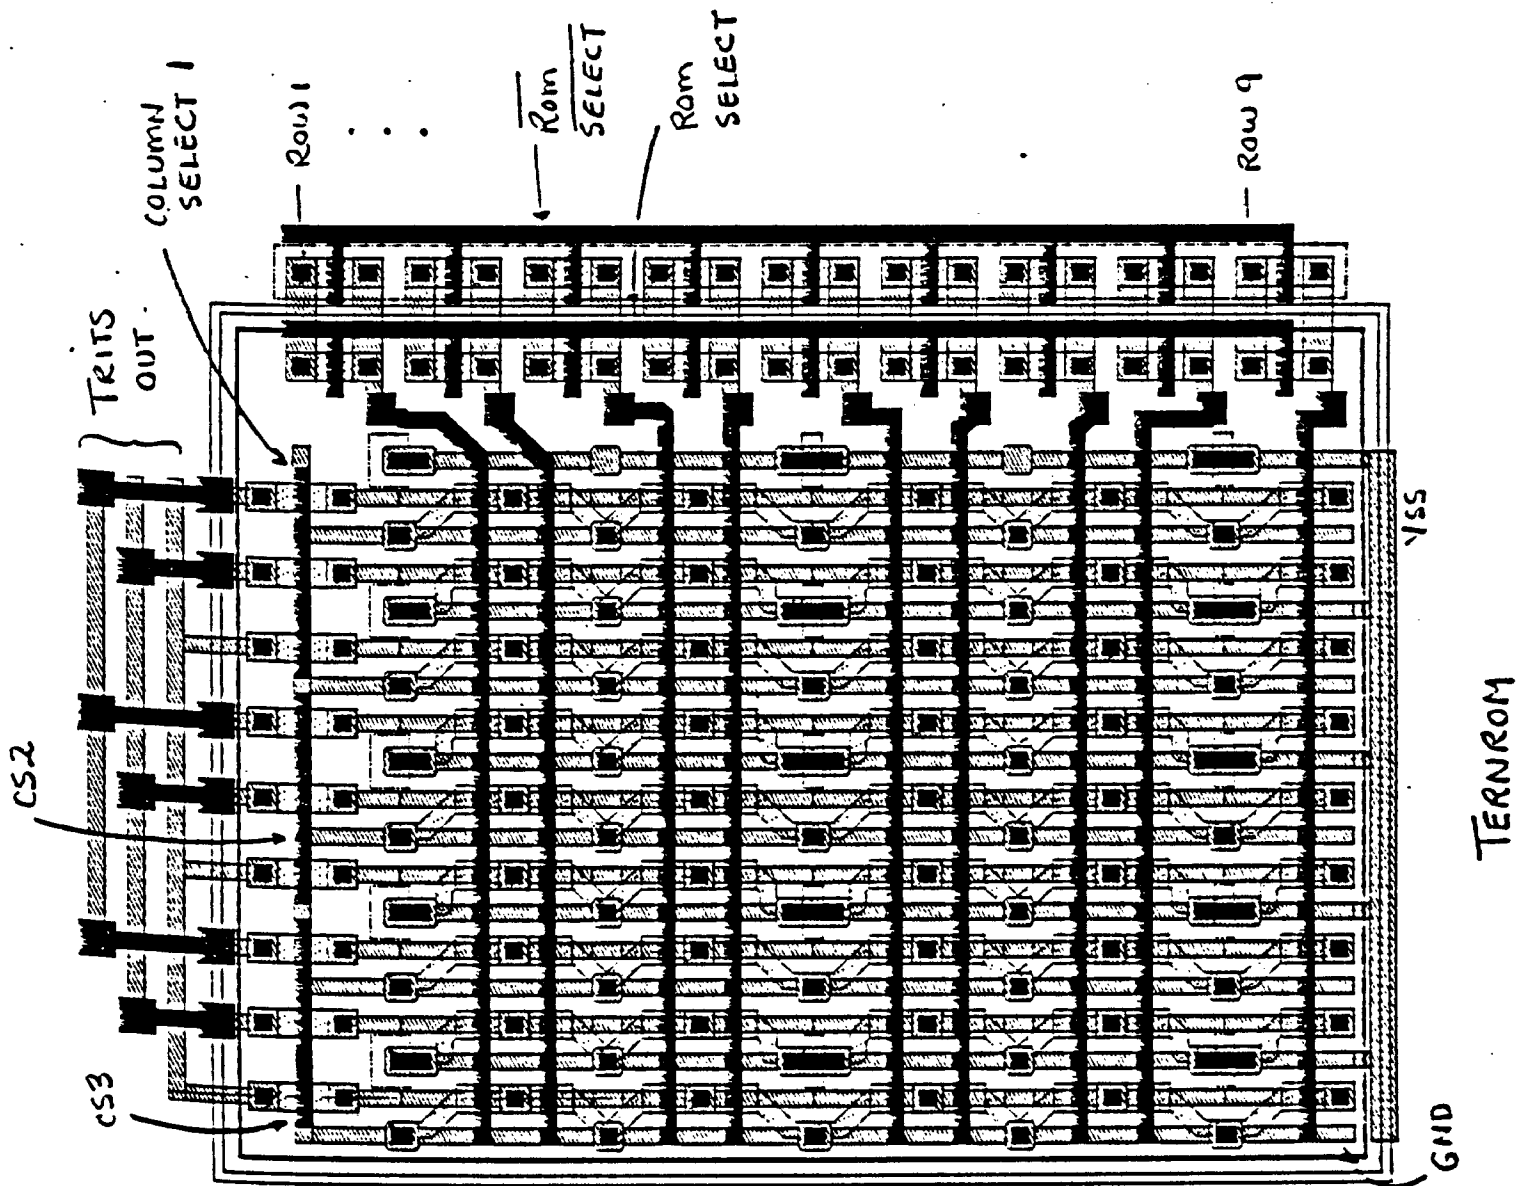 COLUMN
SELECT 1
TRITS
OUT.
ROW 1
ROM
SELECT
ROM
SELECT
ROW 9
CS2
CS3
VSS
GND
TERNROM